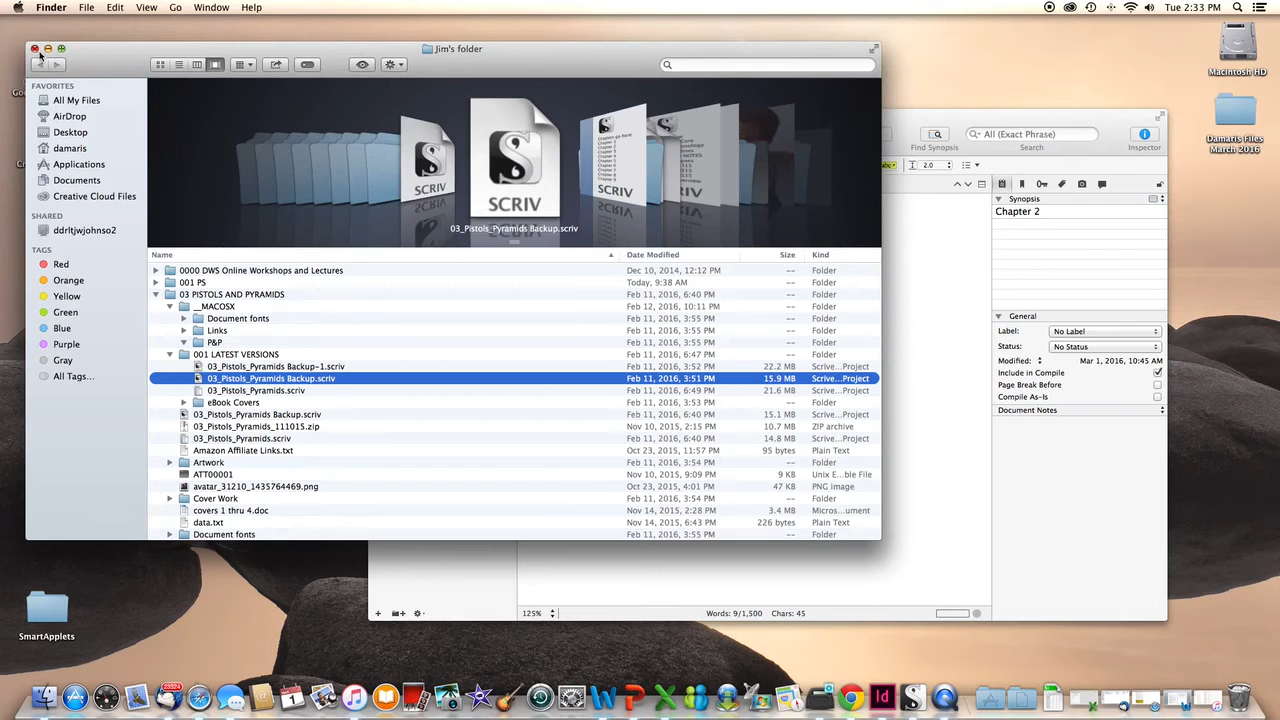 Finder File Edit View Go Window Help Tue 2:33 PM
Jim's folder
FAVORITES
All My Files
AirDrop
Desktop
damaris
Applications
Documents
Creative Cloud Files
SHARED
ddrltjwjohnso2
TAGS
Red
Orange
Yellow
Green
Blue
Purple
Gray
All Tags...
SCRIV
SCRIV
SCRIV
03_Pistols_Pyramids Backup.scriv
Name Date Modified Size Kind
0000 DWS Online Workshops and Lectures Dec 10, 2014, 12:12 PM -- Folder
001 PS Today, 9:38 AM -- Folder
03 PISTOLS AND PYRAMIDS Feb 11, 2016, 6:40 PM -- Folder
__MACOSX Feb 12, 2016, 10:11 PM -- Folder
Document fonts Feb 11, 2016, 3:55 PM -- Folder
Links Feb 11, 2016, 3:55 PM -- Folder
P&P Feb 11, 2016, 3:55 PM -- Folder
001 LATEST VERSIONS Feb 11, 2016, 6:47 PM -- Folder
03_Pistols_Pyramids Backup-1.scriv Feb 11, 2016, 3:52 PM 22.2 MB Scrive...Project
03_Pistols_Pyramids Backup.scriv Feb 11, 2016, 3:51 PM 15.9 MB Scrive...Project
03_Pistols_Pyramids.scriv Feb 11, 2016, 6:49 PM 21.6 MB Scrive...Project
eBook Covers Feb 11, 2016, 3:53 PM -- Folder
03_Pistols_Pyramids Backup.scriv Feb 11, 2016, 6:40 PM 15.1 MB Scrive...Project
03_Pistols_Pyramids_111015.zip Nov 10, 2015, 2:15 PM 10.7 MB ZIP archive
03_Pistols_Pyramids.scriv Feb 11, 2016, 6:39 PM 14.8 MB Scrive...Project
Amazon Affiliate Links.txt Oct 23, 2015, 11:57 PM 95 bytes Plain Text
Artwork Feb 11, 2016, 3:54 PM -- Folder
ATT00001 Nov 10, 2015, 9:09 PM 9 KB Unix E...ble File
avatar_31210_1435764469.png Oct 23, 2015, 4:01 PM 47 KB PNG image
Cover Work Feb 11, 2016, 3:54 PM -- Folder
covers 1 thru 4.doc Nov 14, 2015, 2:28 PM 3.4 MB Micros...ument
data.txt Nov 14, 2015, 6:43 PM 226 bytes Plain Text
Document fonts Feb 11, 2016, 3:55 PM -- Folder
Find Synopsis
All (Exact Phrase)
Search
Inspector
2.0
Synopsis
Chapter 2
General
Label: No Label
Status: No Status
Modified: Mar 1, 2016, 10:45 AM
Include in Compile
Page Break Before
Compile As-Is
Document Notes
125% Words: 9/1,500 Chars: 45
Macintosh HD
Damaris Files
March 2016
SmartApplets
23324